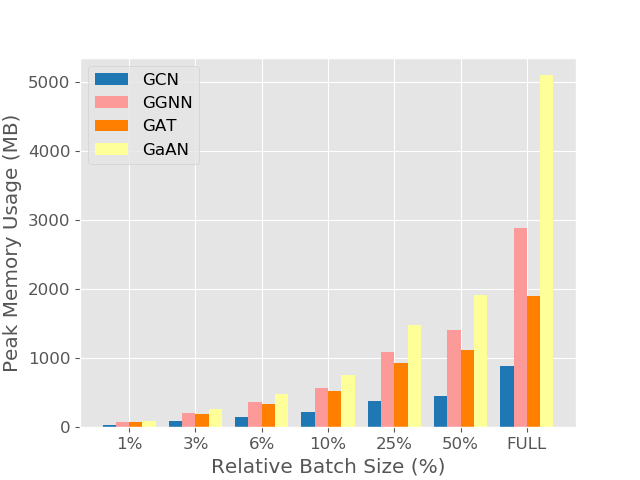 Peak Memory Usage (MB)
5000
4000
3000
2000
1000
0
GCN
GGNN
GAT
GaAN
1% 3% 6% 10% 25% 50% FULL
Relative Batch Size (%)